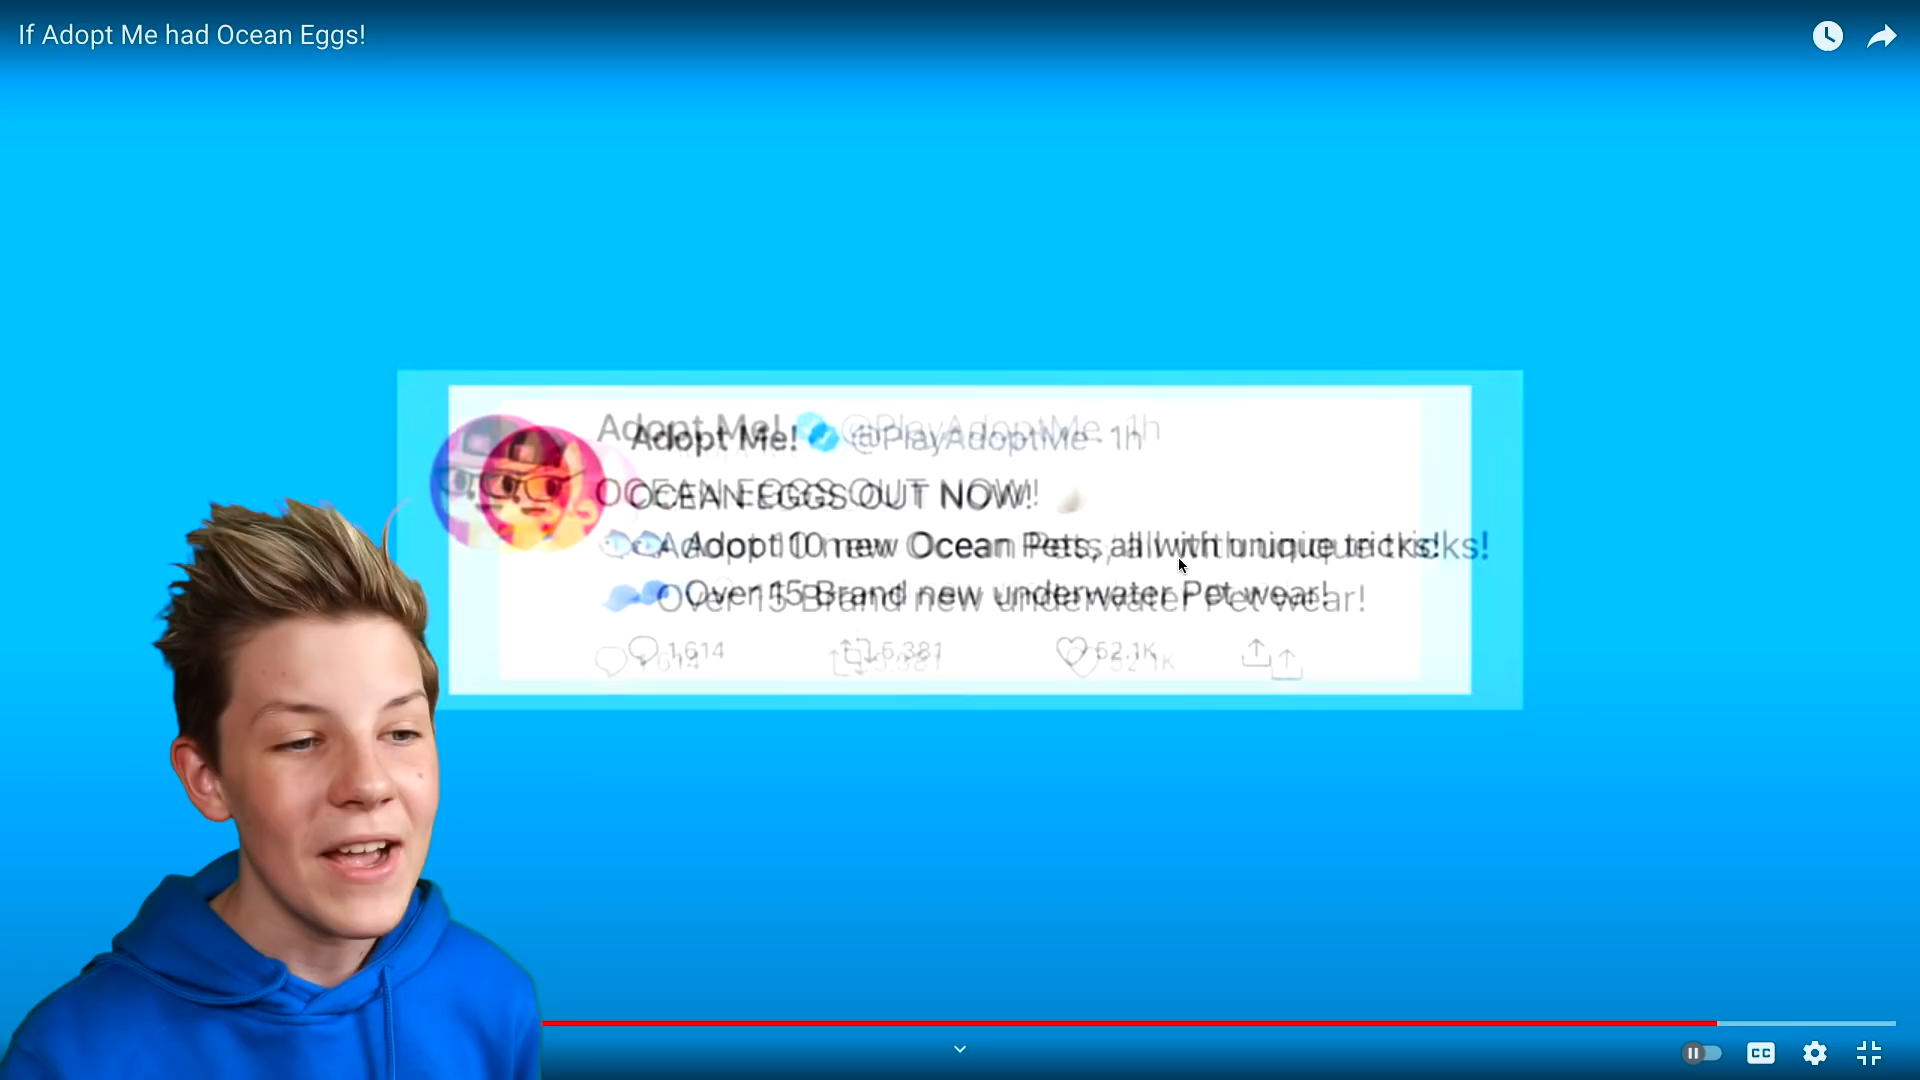 If Adopt Me had Ocean Eggs!
Adopt Me! @PlayAdoptMe · 1h
OCEAN EGGS OUT NOW!
Adopt 10 new Ocean Pets, all with unique tricks!
Over 15 Brand new underwater Pet wear!
1,614 5,381 52.1K
CC